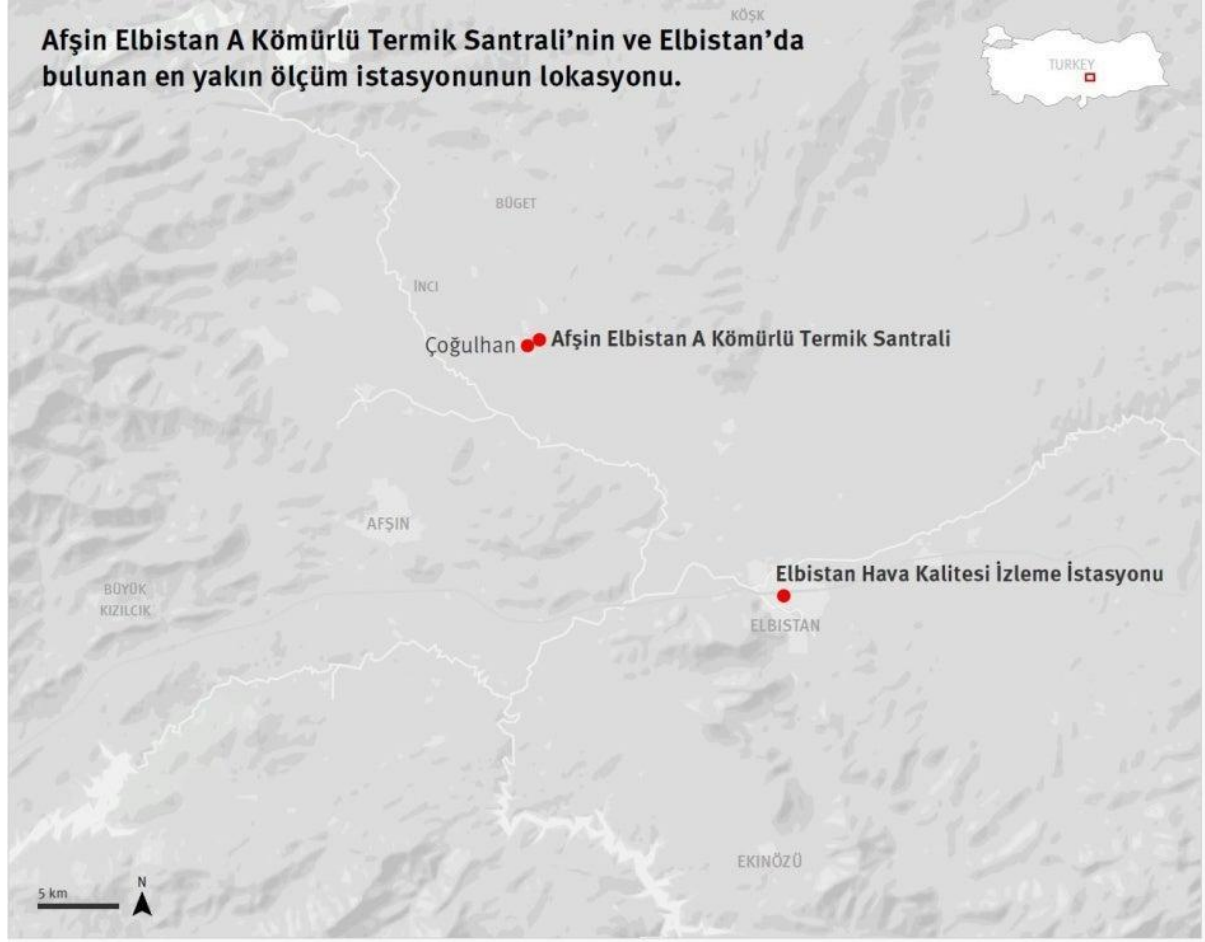 Afşin Elbistan A Kömürlü Termik Santrali’nin ve Elbistan’da
bulunan en yakın ölçüm istasyonunun lokasyonu.
KÖŞK
TURKEY
BÜGET
İNCI
Çoğulhan
Afşin Elbistan A Kömürlü Termik Santrali
AFŞIN
Elbistan Hava Kalitesi İzleme İstasyonu
BÜYÜK
KIZILCIK
ELBISTAN
EKINÖZÜ
5 km
N